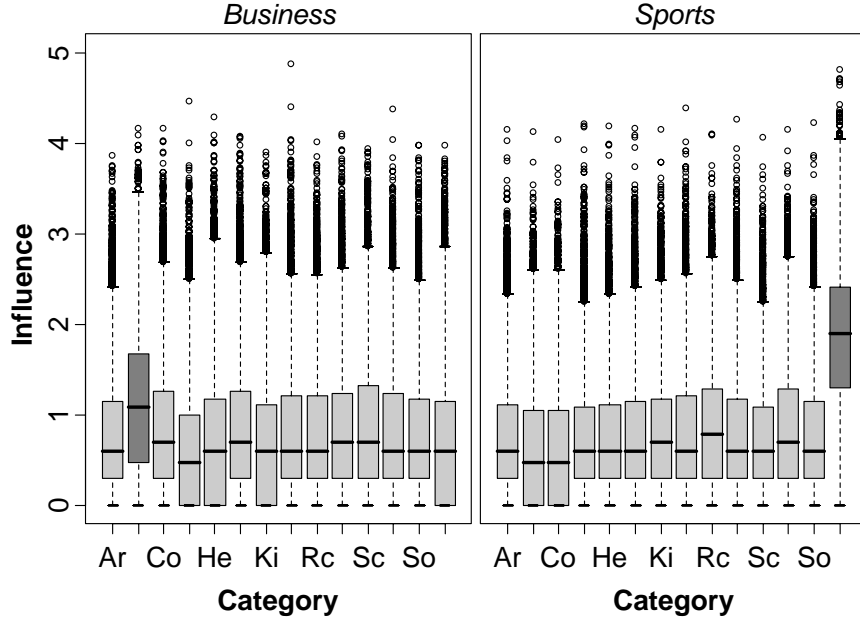 Business Sports
Influence
5
4
3
2
1
0
Ar Co He Ki Rc Sc So Ar Co He Ki Rc Sc So
Category Category